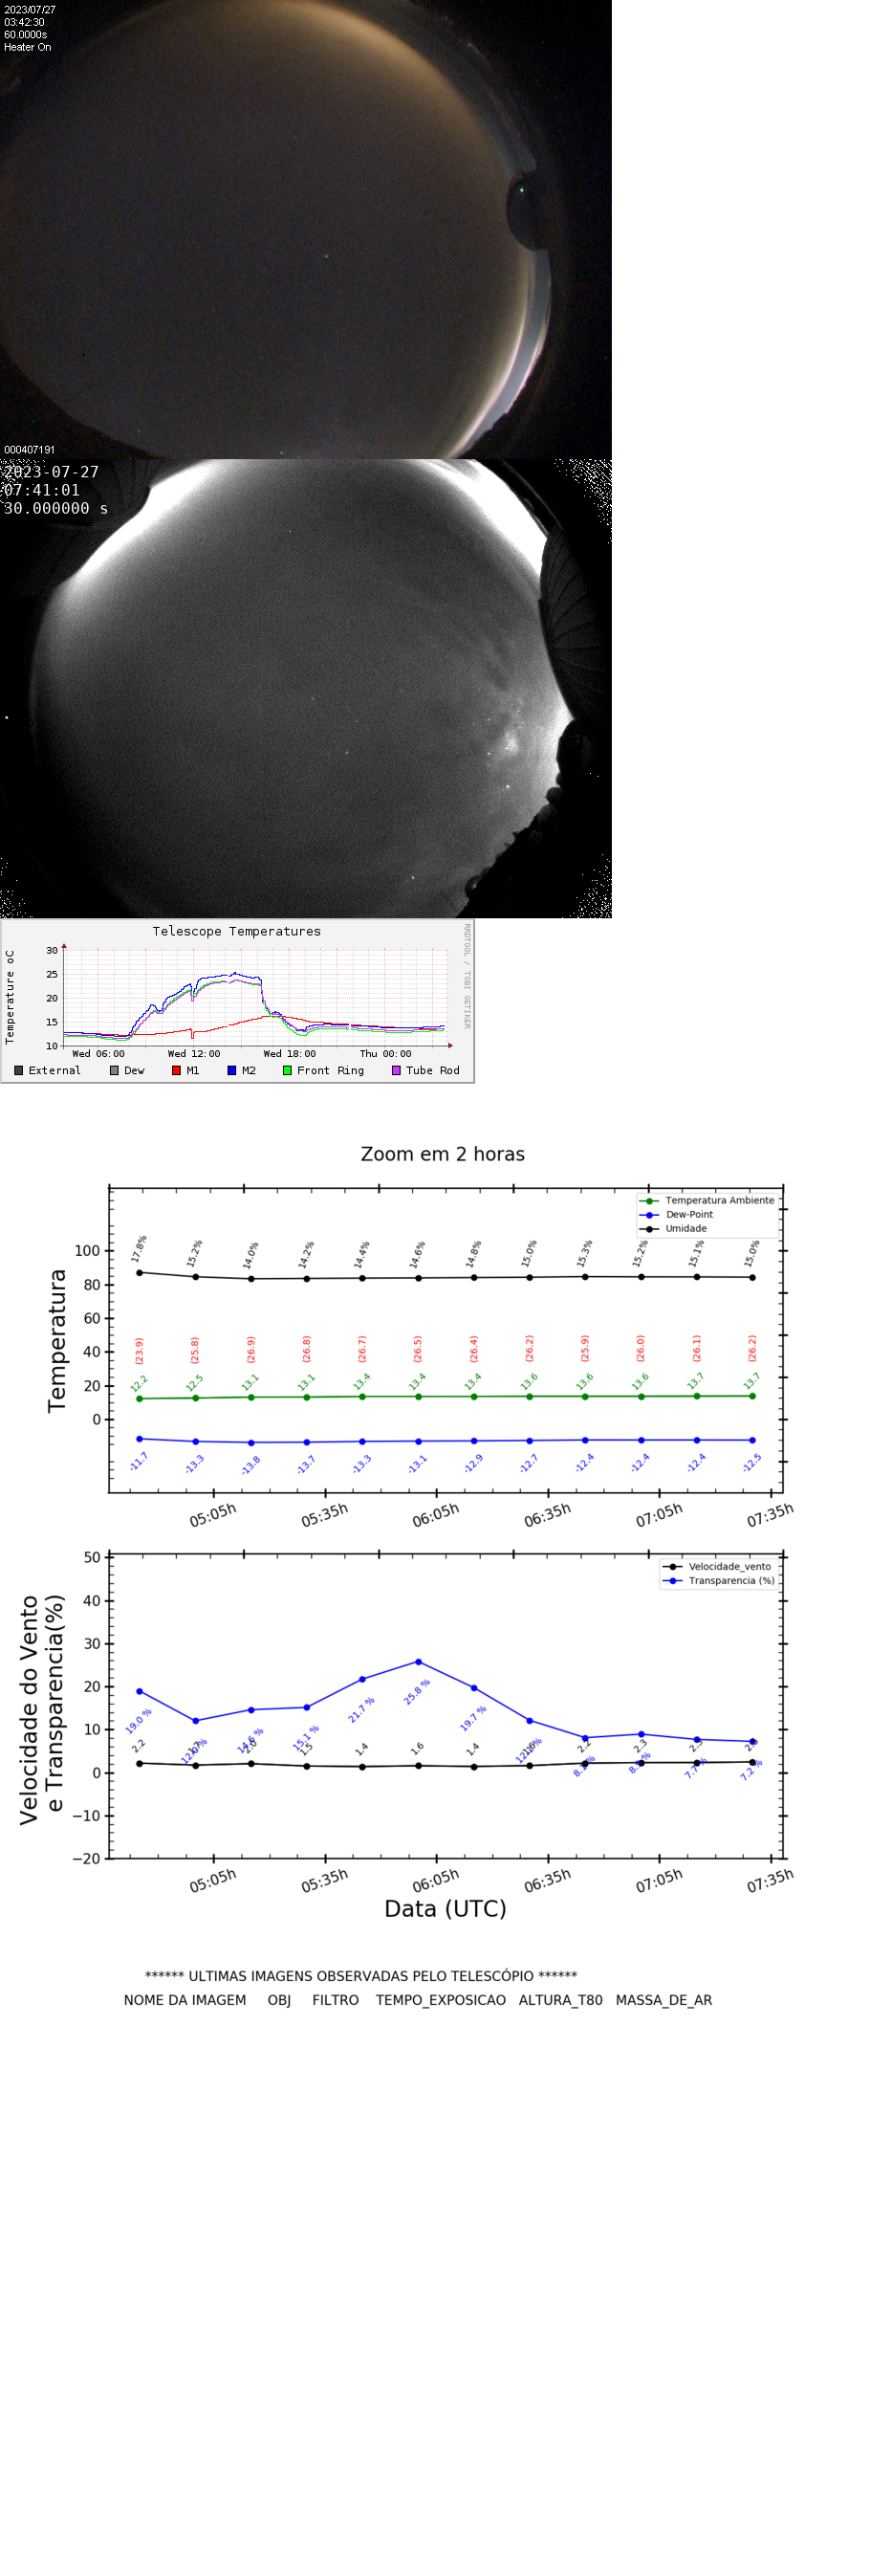 2023/07/27
03:42:30
60.0000s
Heater On
000407191
2023-07-27
07:41:01
30.000000 s
Telescope Temperatures
RRDTOOL / TOBI OETIKER
Temperature oC
30
25
20
15
10
Wed 06:00 Wed 12:00 Wed 18:00 Thu 00:00
External Dew M1 M2 Front Ring Tube Rod
Zoom em 2 horas
Temperatura Ambiente
Dew-Point
Umidade
Temperatura
100
80
60
40
20
0
17.8% 15.2% 14.0% 14.2% 14.4% 14.6% 14.8% 15.0% 15.3% 15.2% 15.1% 15.0%
(23.9) (25.8) (26.9) (26.8) (26.7) (26.5) (26.4) (26.2) (25.9) (26.0) (26.1) (26.2)
12.2 12.5 13.1 13.1 13.4 13.4 13.4 13.6 13.6 13.6 13.7 13.7
-11.7 -13.3 -13.8 -13.7 -13.3 -13.1 -12.9 -12.7 -12.4 -12.4 -12.4 -12.5
05:05h 05:35h 06:05h 06:35h 07:05h 07:35h
Velocidade_vento
Transparencia (%)
Velocidade do Vento
e Transparencia(%)
50
40
30
20
10
0
−10
−20
19.0 % 15.1 % 21.7 % 25.8 % 19.7 % 7.2 %
2.2 1.5 1.4 1.6 1.4 2.2 2.3
05:05h 05:35h 06:05h 06:35h 07:05h 07:35h
Data (UTC)
****** ULTIMAS IMAGENS OBSERVADAS PELO TELESCÓPIO ******
NOME DA IMAGEM OBJ FILTRO TEMPO_EXPOSICAO ALTURA_T80 MASSA_DE_AR